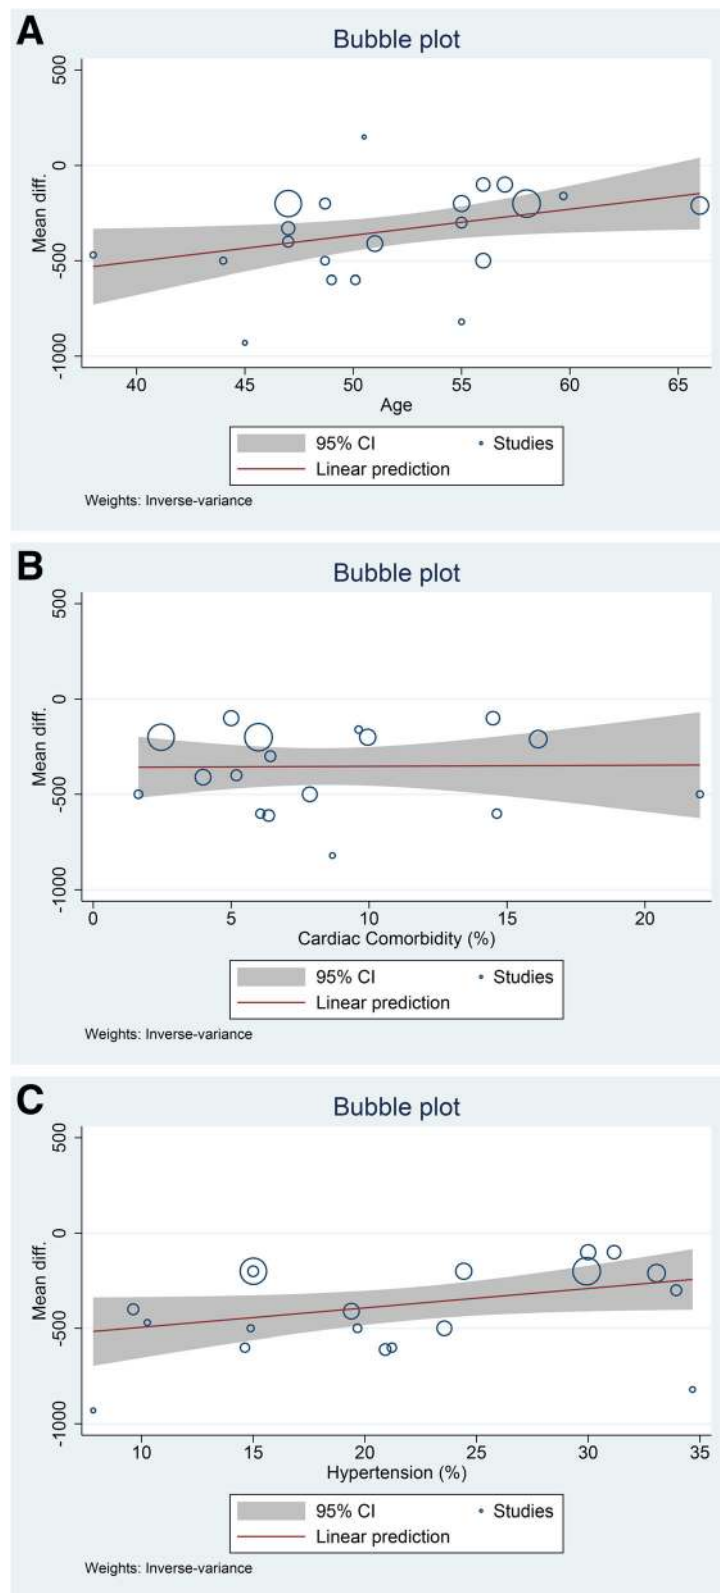 A
Bubble plot
500
0
-500
-1000
Mean diff.
40 45 50 55 60 65
Age
95% CI Studies
Linear prediction
Weights: Inverse-variance
B
Bubble plot
500
0
-500
-1000
Mean diff.
0 5 10 15 20
Cardiac Comorbidity (%)
95% CI Studies
Linear prediction
Weights: Inverse-variance
C
Bubble plot
500
0
-500
-1000
Mean diff.
10 15 20 25 30 35
Hypertension (%)
95% CI Studies
Linear prediction
Weights: Inverse-variance